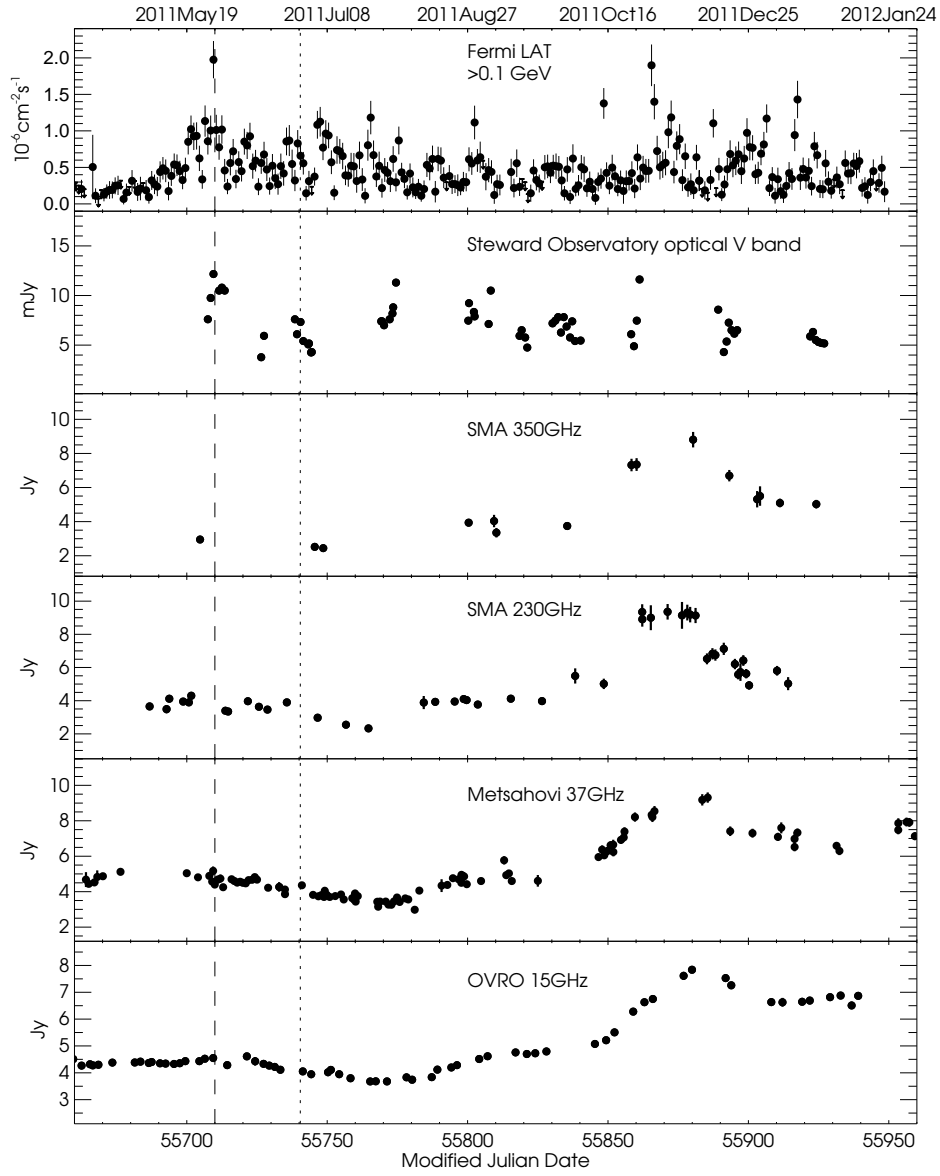 2011May19 2011Jul08 2011Aug27 2011Oct16 2011Dec25 2012Jan24
Fermi LAT
>0.1 GeV
10⁻⁶cm⁻²s⁻¹
2.0
1.5
1.0
0.5
0.0
Steward Observatory optical V band
mJy
15
10
5
SMA 350GHz
Jy
10
8
6
4
2
SMA 230GHz
Jy
10
8
6
4
2
Metsahovi 37GHz
Jy
10
8
6
4
2
OVRO 15GHz
Jy
8
7
6
5
4
3
55700 55750 55800 55850 55900 55950
Modified Julian Date